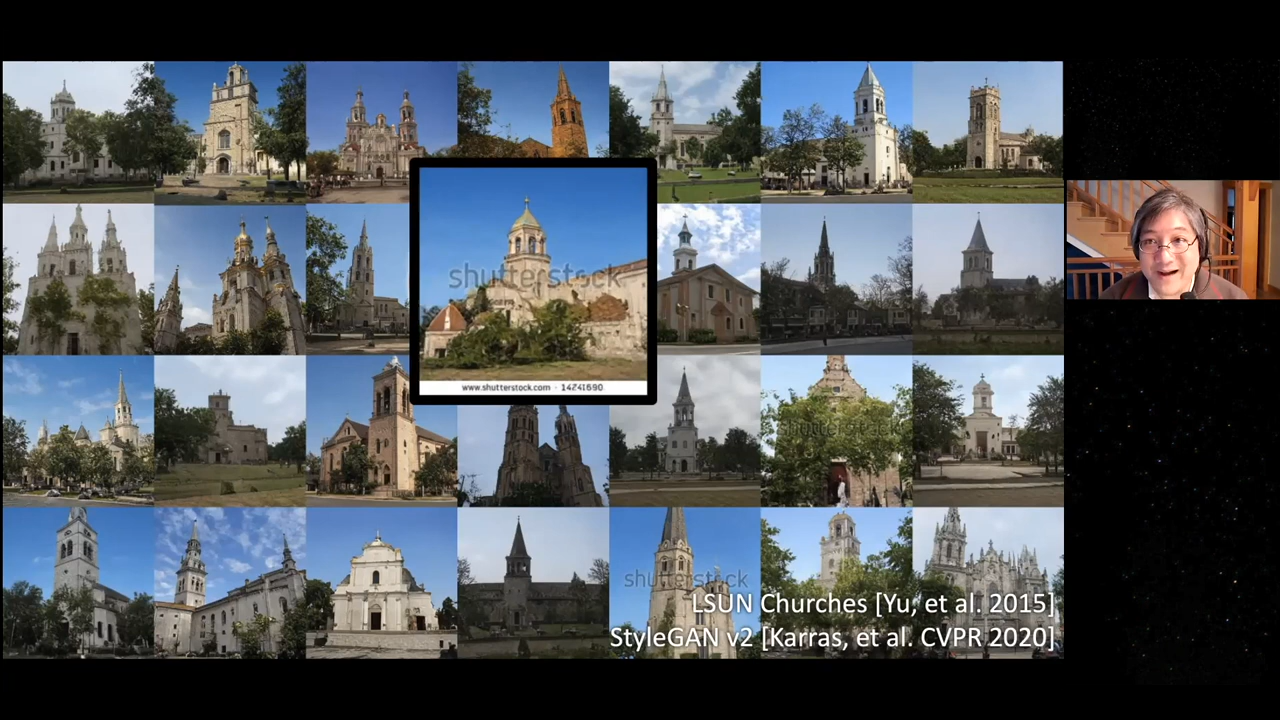 shutterstock
www.shutterstock.com · 14241690
shutterstock
shutterstock
LSUN Churches [Yu, et al. 2015]
StyleGAN v2 [Karras, et al. CVPR 2020]